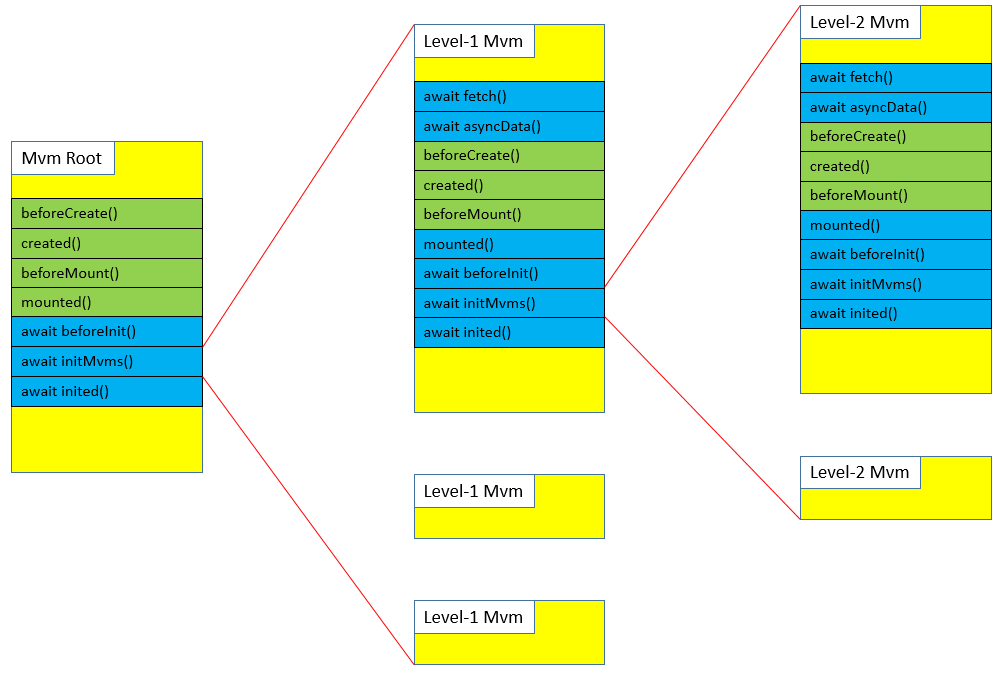 Mvm Root
beforeCreate()
created()
beforeMount()
mounted()
await beforeInit()
await initMvms()
await inited()
Level-1 Mvm
await fetch()
await asyncData()
beforeCreate()
created()
beforeMount()
mounted()
await beforeInit()
await initMvms()
await inited()
Level-1 Mvm
Level-1 Mvm
Level-2 Mvm
await fetch()
await asyncData()
beforeCreate()
created()
beforeMount()
mounted()
await beforeInit()
await initMvms()
await inited()
Level-2 Mvm